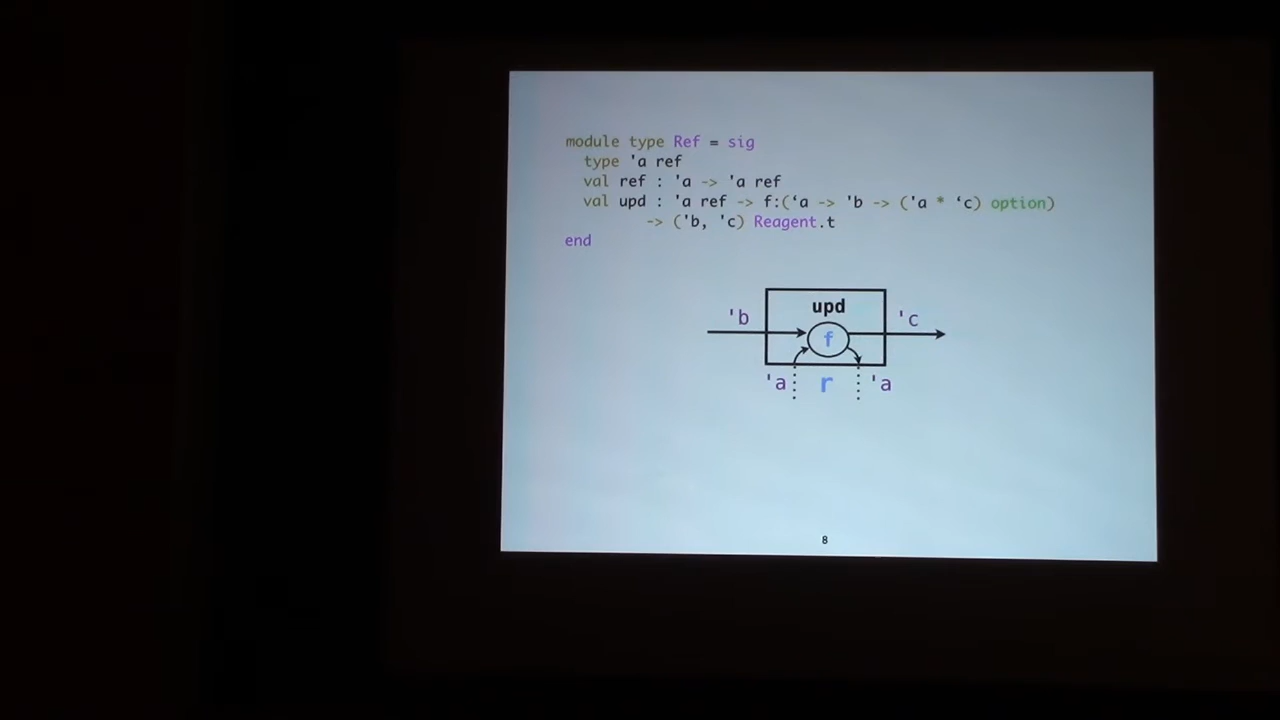 module type Ref = sig
type 'a ref
val ref : 'a -> 'a ref
val upd : 'a ref -> f:(‘a -> 'b -> ('a * ‘c) option)
-> ('b, 'c) Reagent.t
end
upd
'b
f
'c
'a
r
'a
8